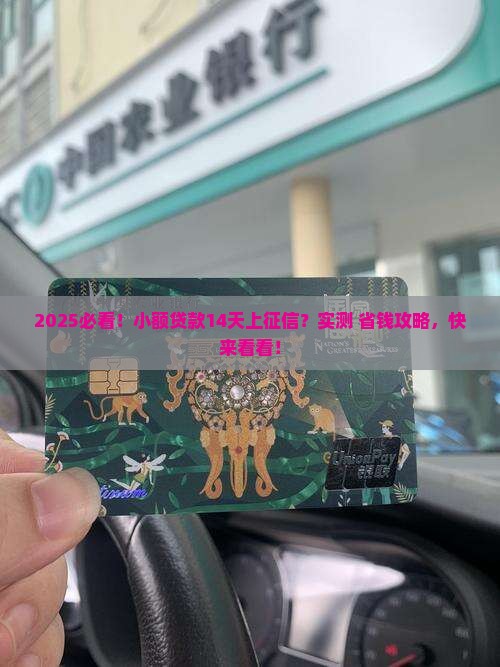 中国农业银行
2025必看！小额贷款14天上征信？实测 省钱攻略，快
来看看！
UnionPay
银联